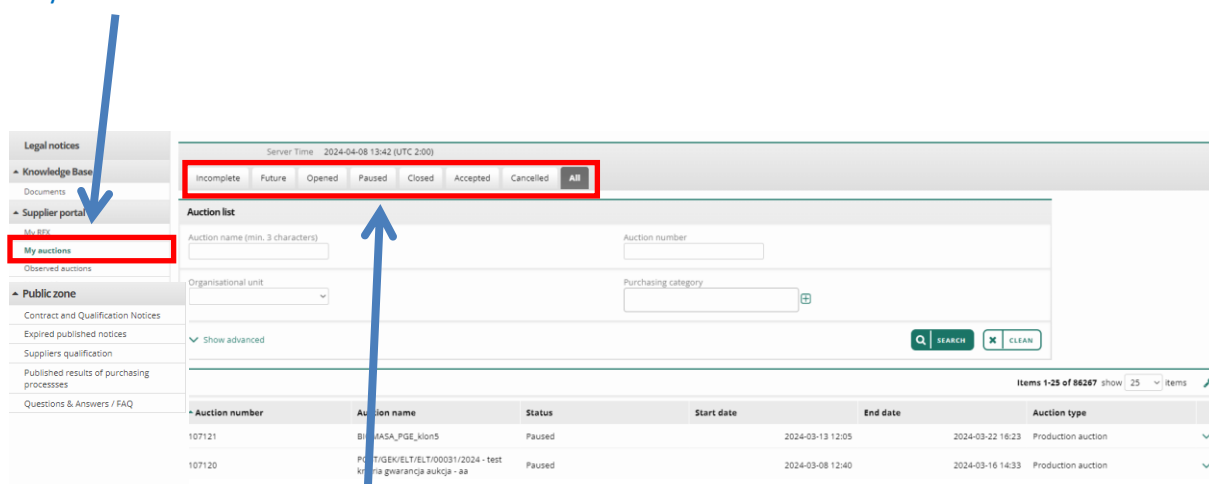 Legal notices
Server Time 2024-04-08 13:42 (UTC 2:00)
Knowledge Base
Incomplete Future Opened Paused Closed Accepted Cancelled All
Documents
Supplier portal
Auction list
My RFX
Auction name (min. 3 characters) Auction number
My auctions
Observed auctions
Organisational unit Purchasing category
Public zone
Contract and Qualification Notices
Expired published notices
Show advanced SEARCH CLEAN
Suppliers qualification
Published results of purchasing
processses
Items 1-25 of 86267 show 25 items
Questions & Answers / FAQ
Auction number Auction name Status Start date End date Auction type
107121 Paused 2024-03-13 12:05 2024-03-22 16:23 Production auction
107120 - test Paused 2024-03-08 12:40 2024-03-16 14:33 Production auction
gwarancja aukcja - aa